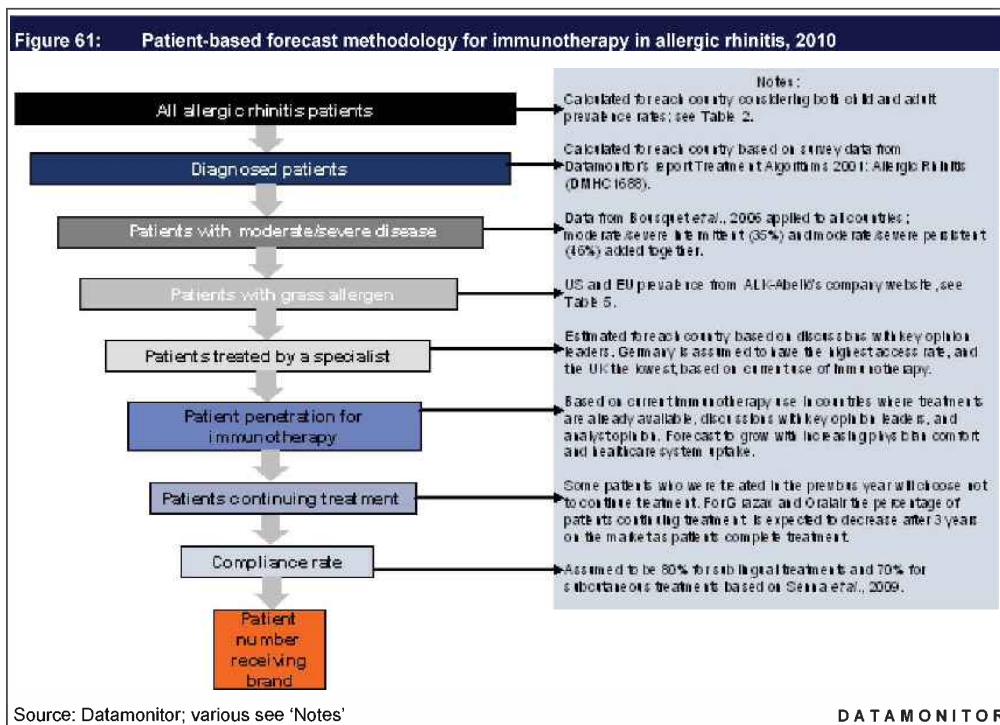 Figure 61: Patient-based forecast methodology for immunotherapy in allergic rhinitis, 2010
All allergic rhinitis patients
Diagnosed patients
Patients with moderate/severe disease
Patients with grass allergen
Patients treated by a specialist
Patient penetration for
immunotherapy
Patients continuing treatment
Compliance rate
Patient
number
receiving
brand
Notes:
Calculated for each country considering both child and adult
prevalence rates; see Table 2.
Calculated for each country based on survey data from
Datamonitor's report Treatment Algorithms 2001: Allergic Rhinitis
(DMHC1688).
Data from Bousquet et al., 2006 applied to all countries;
moderate/severe intermittent (35%) and moderate/severe persistent
(46%) added together.
US and EU prevalence from ALK-Abelló's company website, see
Table 5.
Estimated for each country based on discussions with key opinion
leaders. Germany is assumed to have the highest access rate, and
the UK the lowest, based on current use of immunotherapy.
Based on current immunotherapy use in countries where treatments
are already available, discussions with key opinion leaders, and
analyst opinion. Forecast to grow with increasing physician comfort
and healthcare system uptake.
Some patients who were treated in the previous year will choose not
to continue treatment. For Grazax and Oralair the percentage of
patients continuing treatment is expected to decrease after 3 years
on the market as patients complete treatment.
Assumed to be 80% for sublingual treatments and 70% for
subcutaneous treatments based on Senna et al., 2009.
Source: Datamonitor; various see 'Notes'
DATAMONITOR